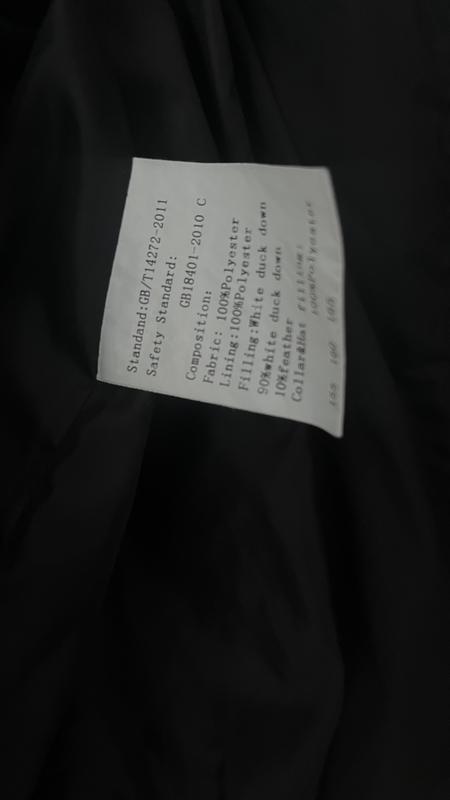 Standand:GB/T14272-2011
Safety Standard:
GB18401-2010 C
Composition:
Fabric: 100%Polyester
Lining:100%Polyester
Filling:White duck down
90%white duck down
10%feather
Collar&Hat filling:
100%Polyester